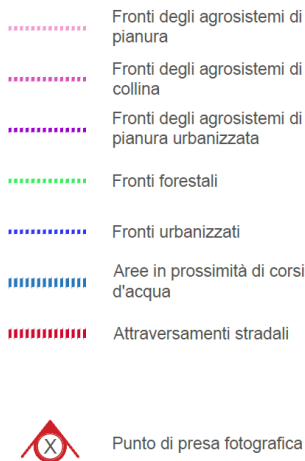 Fronti degli agrosistemi di
pianura
Fronti degli agrosistemi di
collina
Fronti degli agrosistemi di
pianura urbanizzata
Fronti forestali
Fronti urbanizzati
Aree in prossimità di corsi
d'acqua
Attraversamenti stradali
X
Punto di presa fotografica